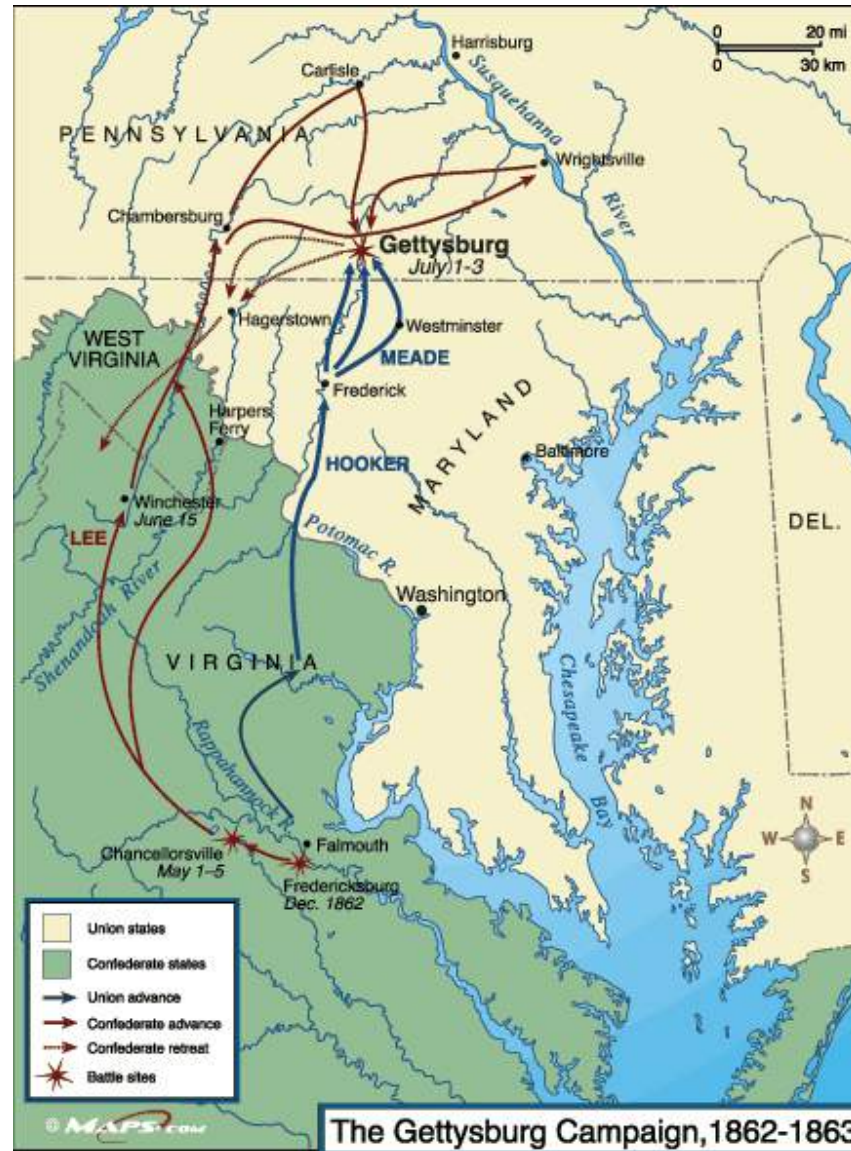 Harrisburg
0 20 mi
0 30 km
Carlisle
Susquehanna
River
PENNSYLVANIA
Wrightsville
Chambersburg
Gettysburg
July 1-3
Hagerstown
Westminster
WEST
VIRGINIA
MEADE
Frederick
Harpers
Ferry
MARYLAND
HOOKER
Baltimore
Winchester
June 15
LEE
DEL.
Potomac R.
Washington
Shenandoah River
VIRGINIA
Chesapeake
Bay
Rappahannock R.
N
W E
S
Falmouth
Chancellorsville
May 1–5
Fredericksburg
Dec. 1862
Union states
Confederate states
Union advance
Confederate advance
Confederate retreat
Battle sites
© MAPS.COM
The Gettysburg Campaign,1862-1863